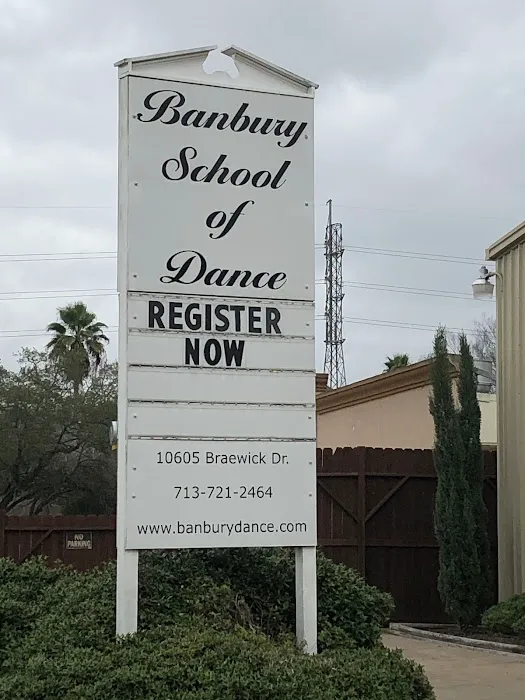 Banbury
School
of
Dance
REGISTER
NOW
10605 Braewick Dr.
713-721-2464
www.banburydance.com
NO
PARKING